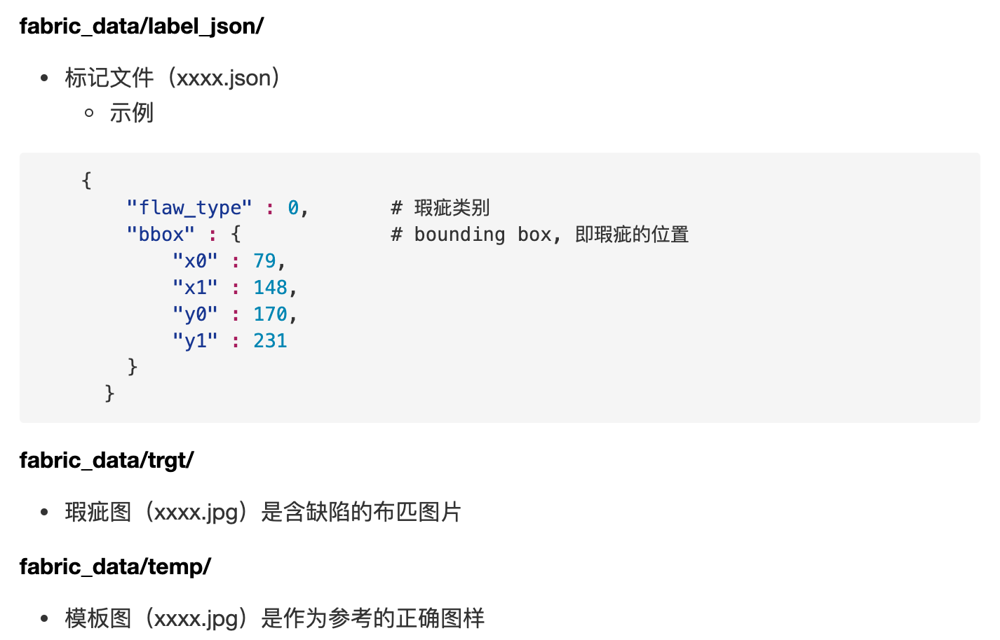 fabric_data/label_json/
• 标记文件（xxxx.json）
◦ 示例
{
"flaw_type" : 0, # 瑕疵类别
"bbox" : { # bounding box, 即瑕疵的位置
"x0" : 79,
"x1" : 148,
"y0" : 170,
"y1" : 231
}
}
fabric_data/trgt/
• 瑕疵图（xxxx.jpg）是含缺陷的布匹图片
fabric_data/temp/
• 模板图（xxxx.jpg）是作为参考的正确图样